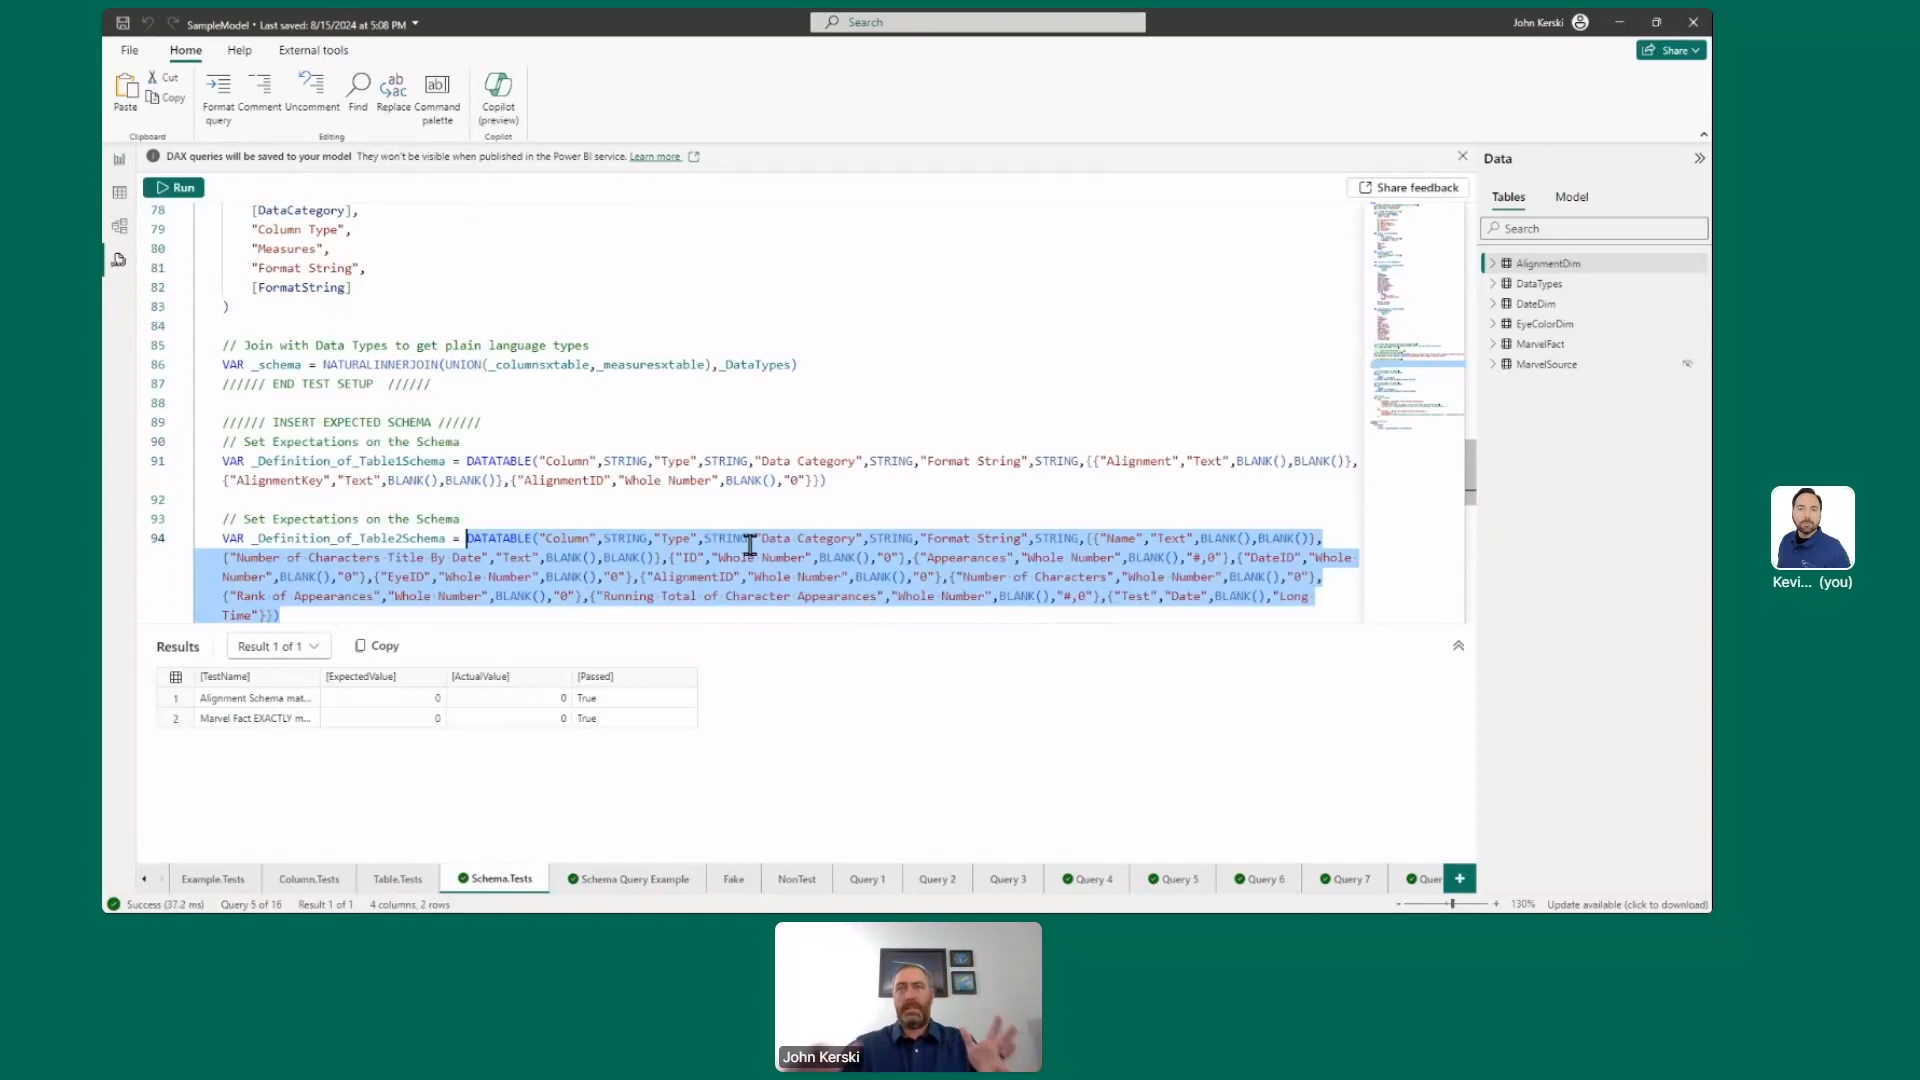 SampleModel • Last saved: 8/15/2024 at 5:08 PM
Search
John Kerski
File
Home
Help
External tools
Share
Paste
Cut
Copy
Format query
Comment
Uncomment
Find
Replace
Command palette
Copilot (preview)
Clipboard
Editing
Copilot
DAX queries will be saved to your model They won't be visible when published in the Power BI service. Learn more
Run
Share feedback
78 [DataCategory],
79 "Column Type",
80 "Measures",
81 "Format String",
82 [FormatString]
83 )
84
85 // Join with Data Types to get plain language types
86 VAR _schema = NATURALINNERJOIN(UNION(_columnsxtable,_measuresxtable),_DataTypes)
87 ////// END TEST SETUP //////
88
89 ////// INSERT EXPECTED SCHEMA //////
90 // Set Expectations on the Schema
91 VAR _Definition_of_Table1Schema = DATATABLE("Column",STRING,"Type",STRING,"Data Category",STRING,"Format String",STRING,{{"Alignment","Text",BLANK(),BLANK()},
{"AlignmentKey","Text",BLANK(),BLANK()},{"AlignmentID","Whole Number",BLANK(),"0"}})
92
93 // Set Expectations on the Schema
94 VAR _Definition_of_Table2Schema = DATATABLE("Column",STRING,"Type",STRING,"Data Category",STRING,"Format String",STRING,{{"Name","Text",BLANK(),BLANK()},
{"Number of Characters Title By Date","Text",BLANK(),BLANK()},{"ID","Whole Number",BLANK(),"0"},{"Appearances","Whole Number",BLANK(),"#,0"},{"DateID","Whole
Number",BLANK(),"0"},{"EyeID","Whole Number",BLANK(),"0"},{"AlignmentID","Whole Number",BLANK(),"0"},{"Number of Characters","Whole Number",BLANK(),"0"},
{"Rank of Appearances","Whole Number",BLANK(),"0"},{"Running Total of Character Appearances","Whole Number",BLANK(),"#,0"},{"Test","Date",BLANK(),"Long
Time"}})
Data
Tables
Model
Search
AlignmentDim
DataTypes
DateDim
EyeColorDim
MarvelFact
MarvelSource
Results
Result 1 of 1
Copy
[TestName] [ExpectedValue] [ActualValue] [Passed]
1 Alignment Schema mat... 0 0 True
2 Marvel Fact EXACTLY m... 0 0 True
Example.Tests
Column.Tests
Table.Tests
Schema.Tests
Schema Query Example
Fake
NonTest
Query 1
Query 2
Query 3
Query 4
Query 5
Query 6
Query 7
Quer
Success (37.2 ms) Query 5 of 16 Result 1 of 1 4 columns, 2 rows
- + 130% Update available (click to download)
Kevi... (you)
John Kerski